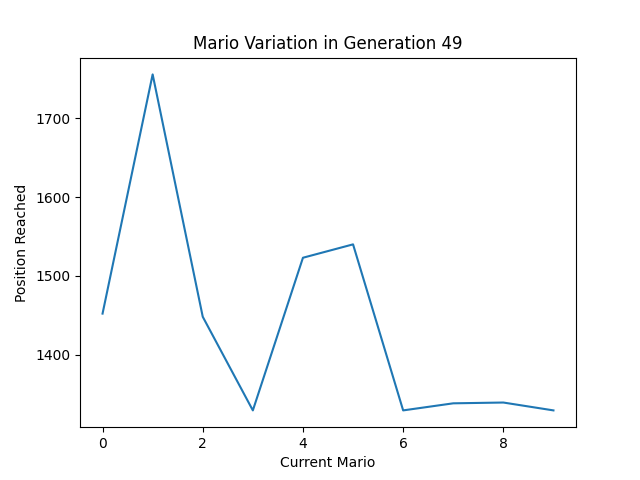 Mario Variation in Generation 49
Position Reached
1700
1600
1500
1400
0 2 4 6 8
Current Mario